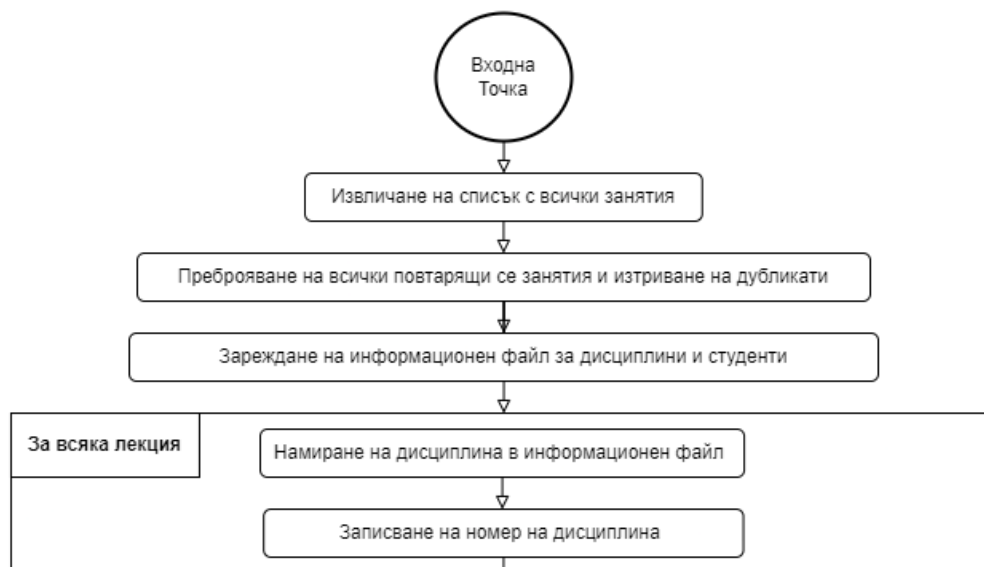 Входна
Точка
Извличане на списък с всички занятия
Преброяване на всички повтарящи се занятия и изтриване на дубликати
Зареждане на информационен файл за дисциплини и студенти
За всяка лекция
Намиране на дисциплина в информационен файл
Записване на номер на дисциплина